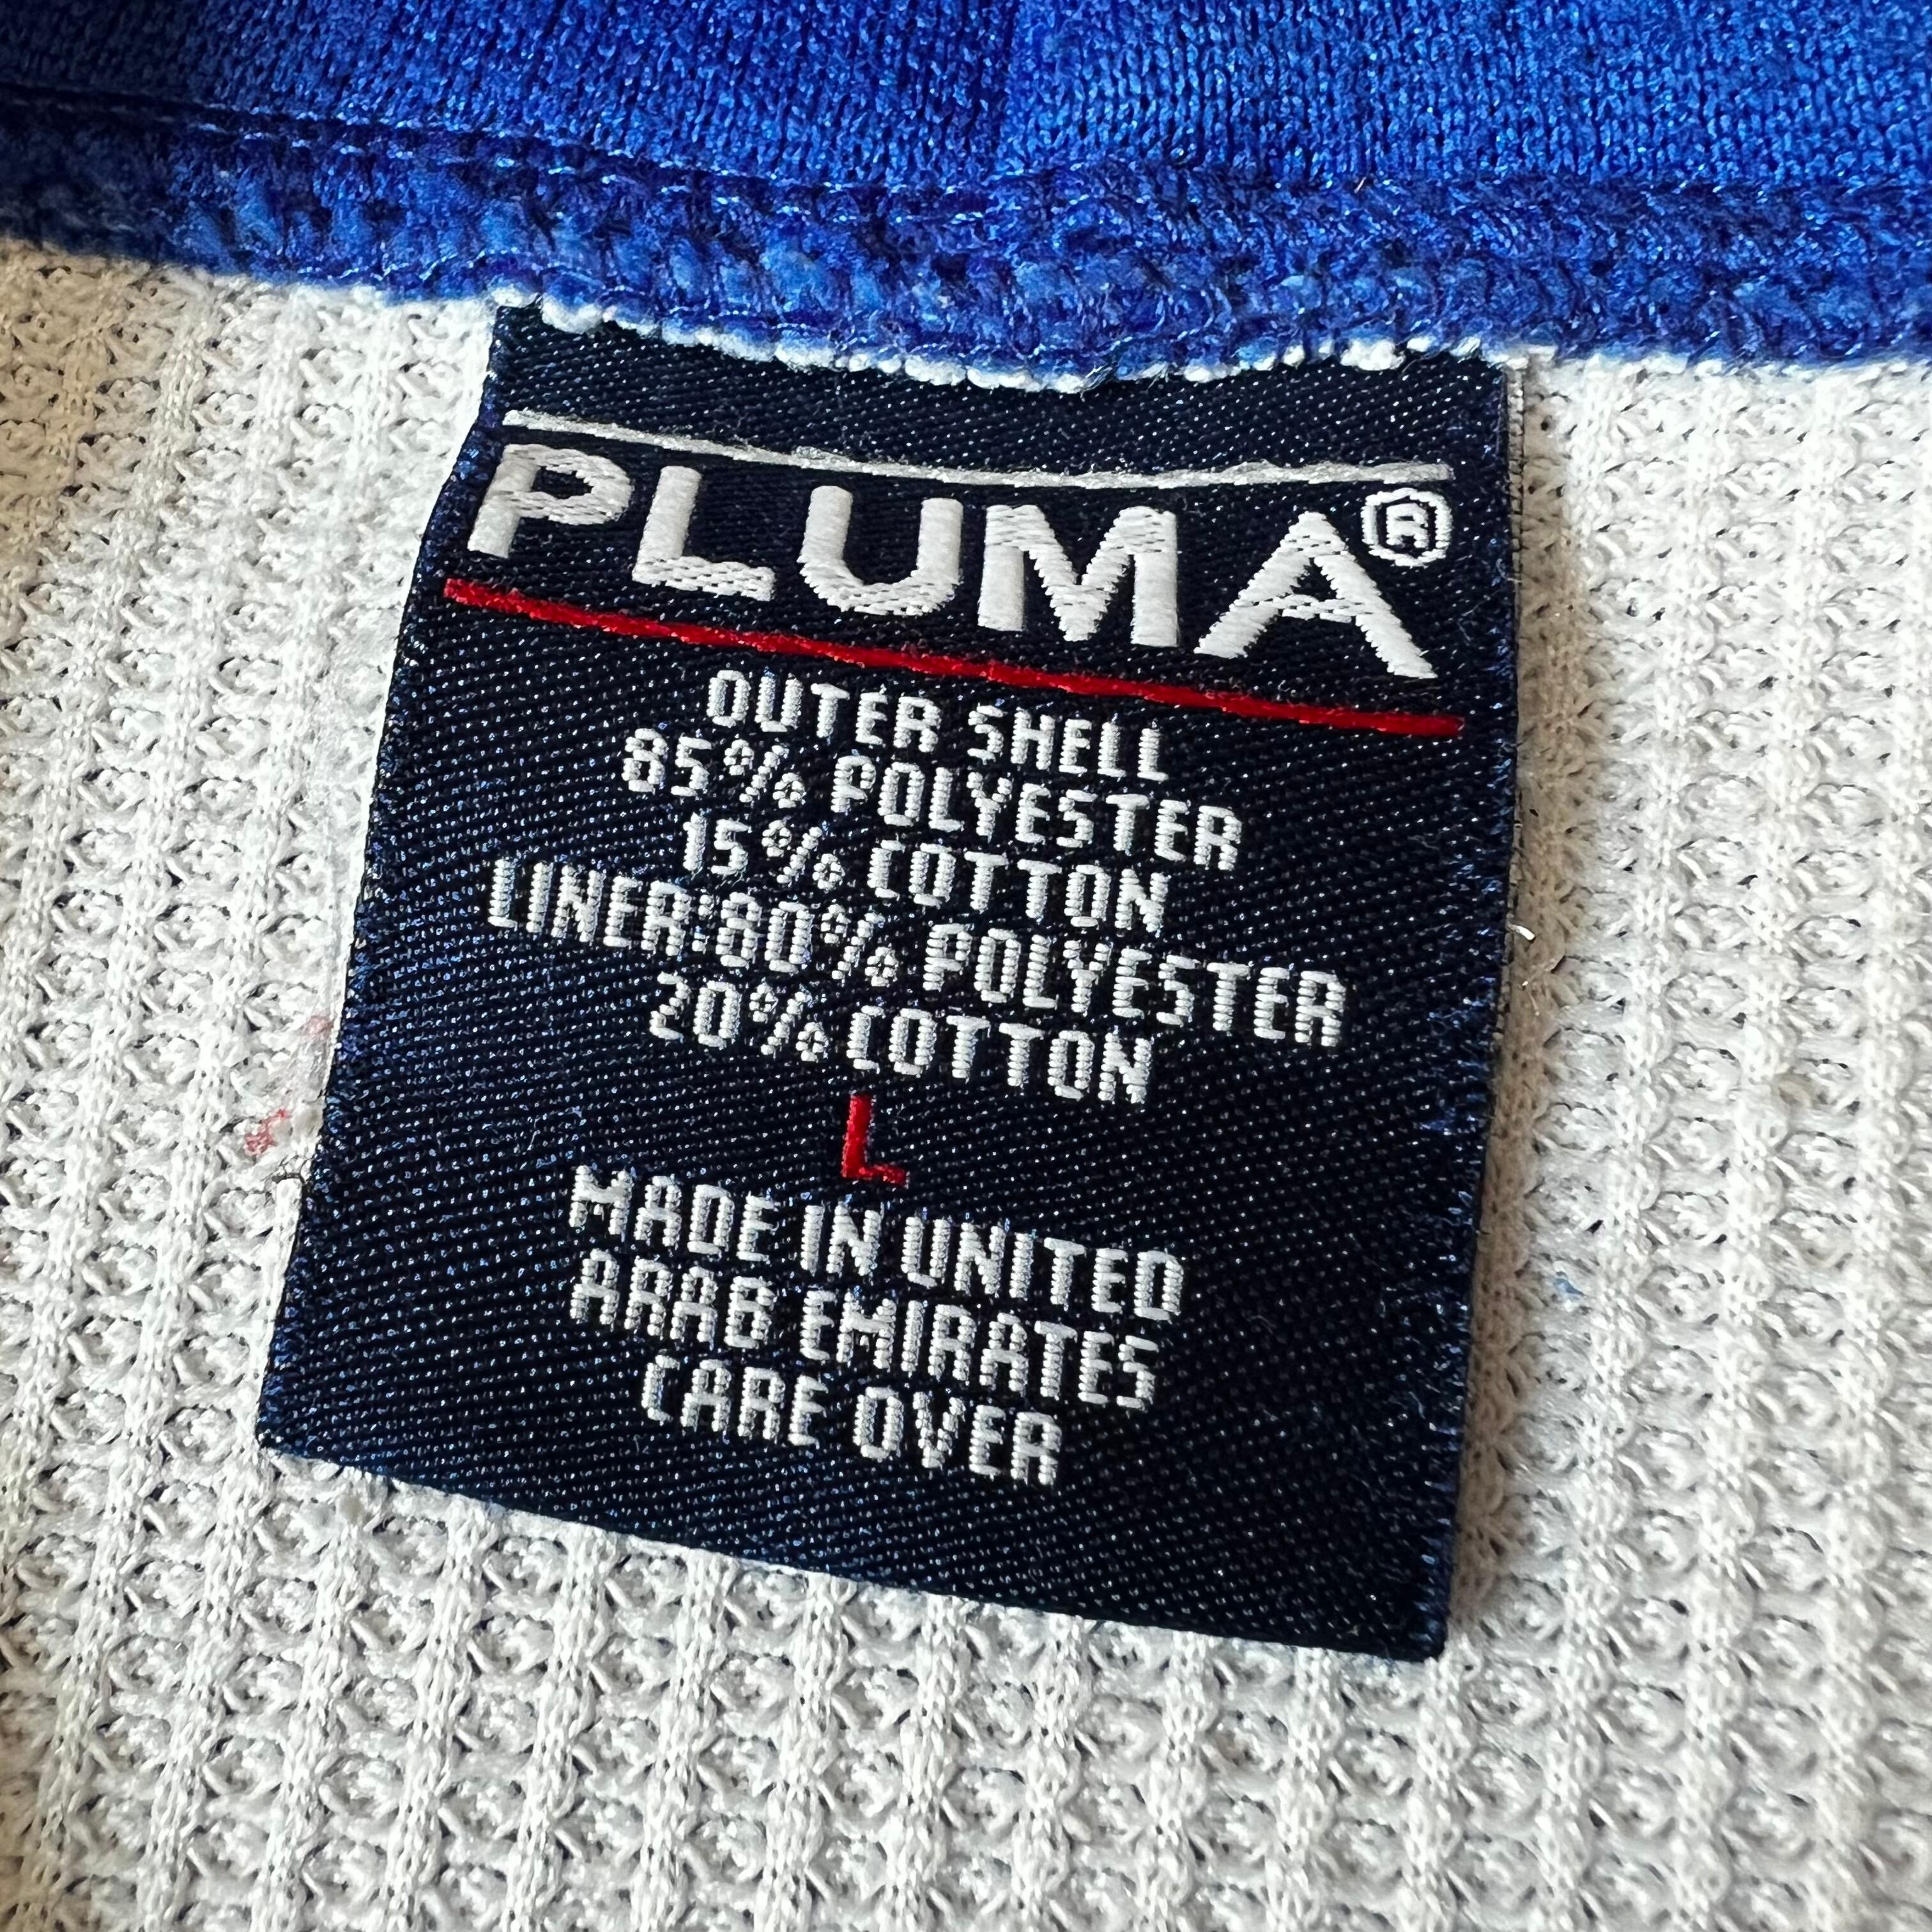 PLUMA®
OUTER SHELL
85% POLYESTER
15% COTTON
LINER:80% POLYESTER
20% COTTON
L
MADE IN UNITED
ARAB EMIRATES
CARE OVER